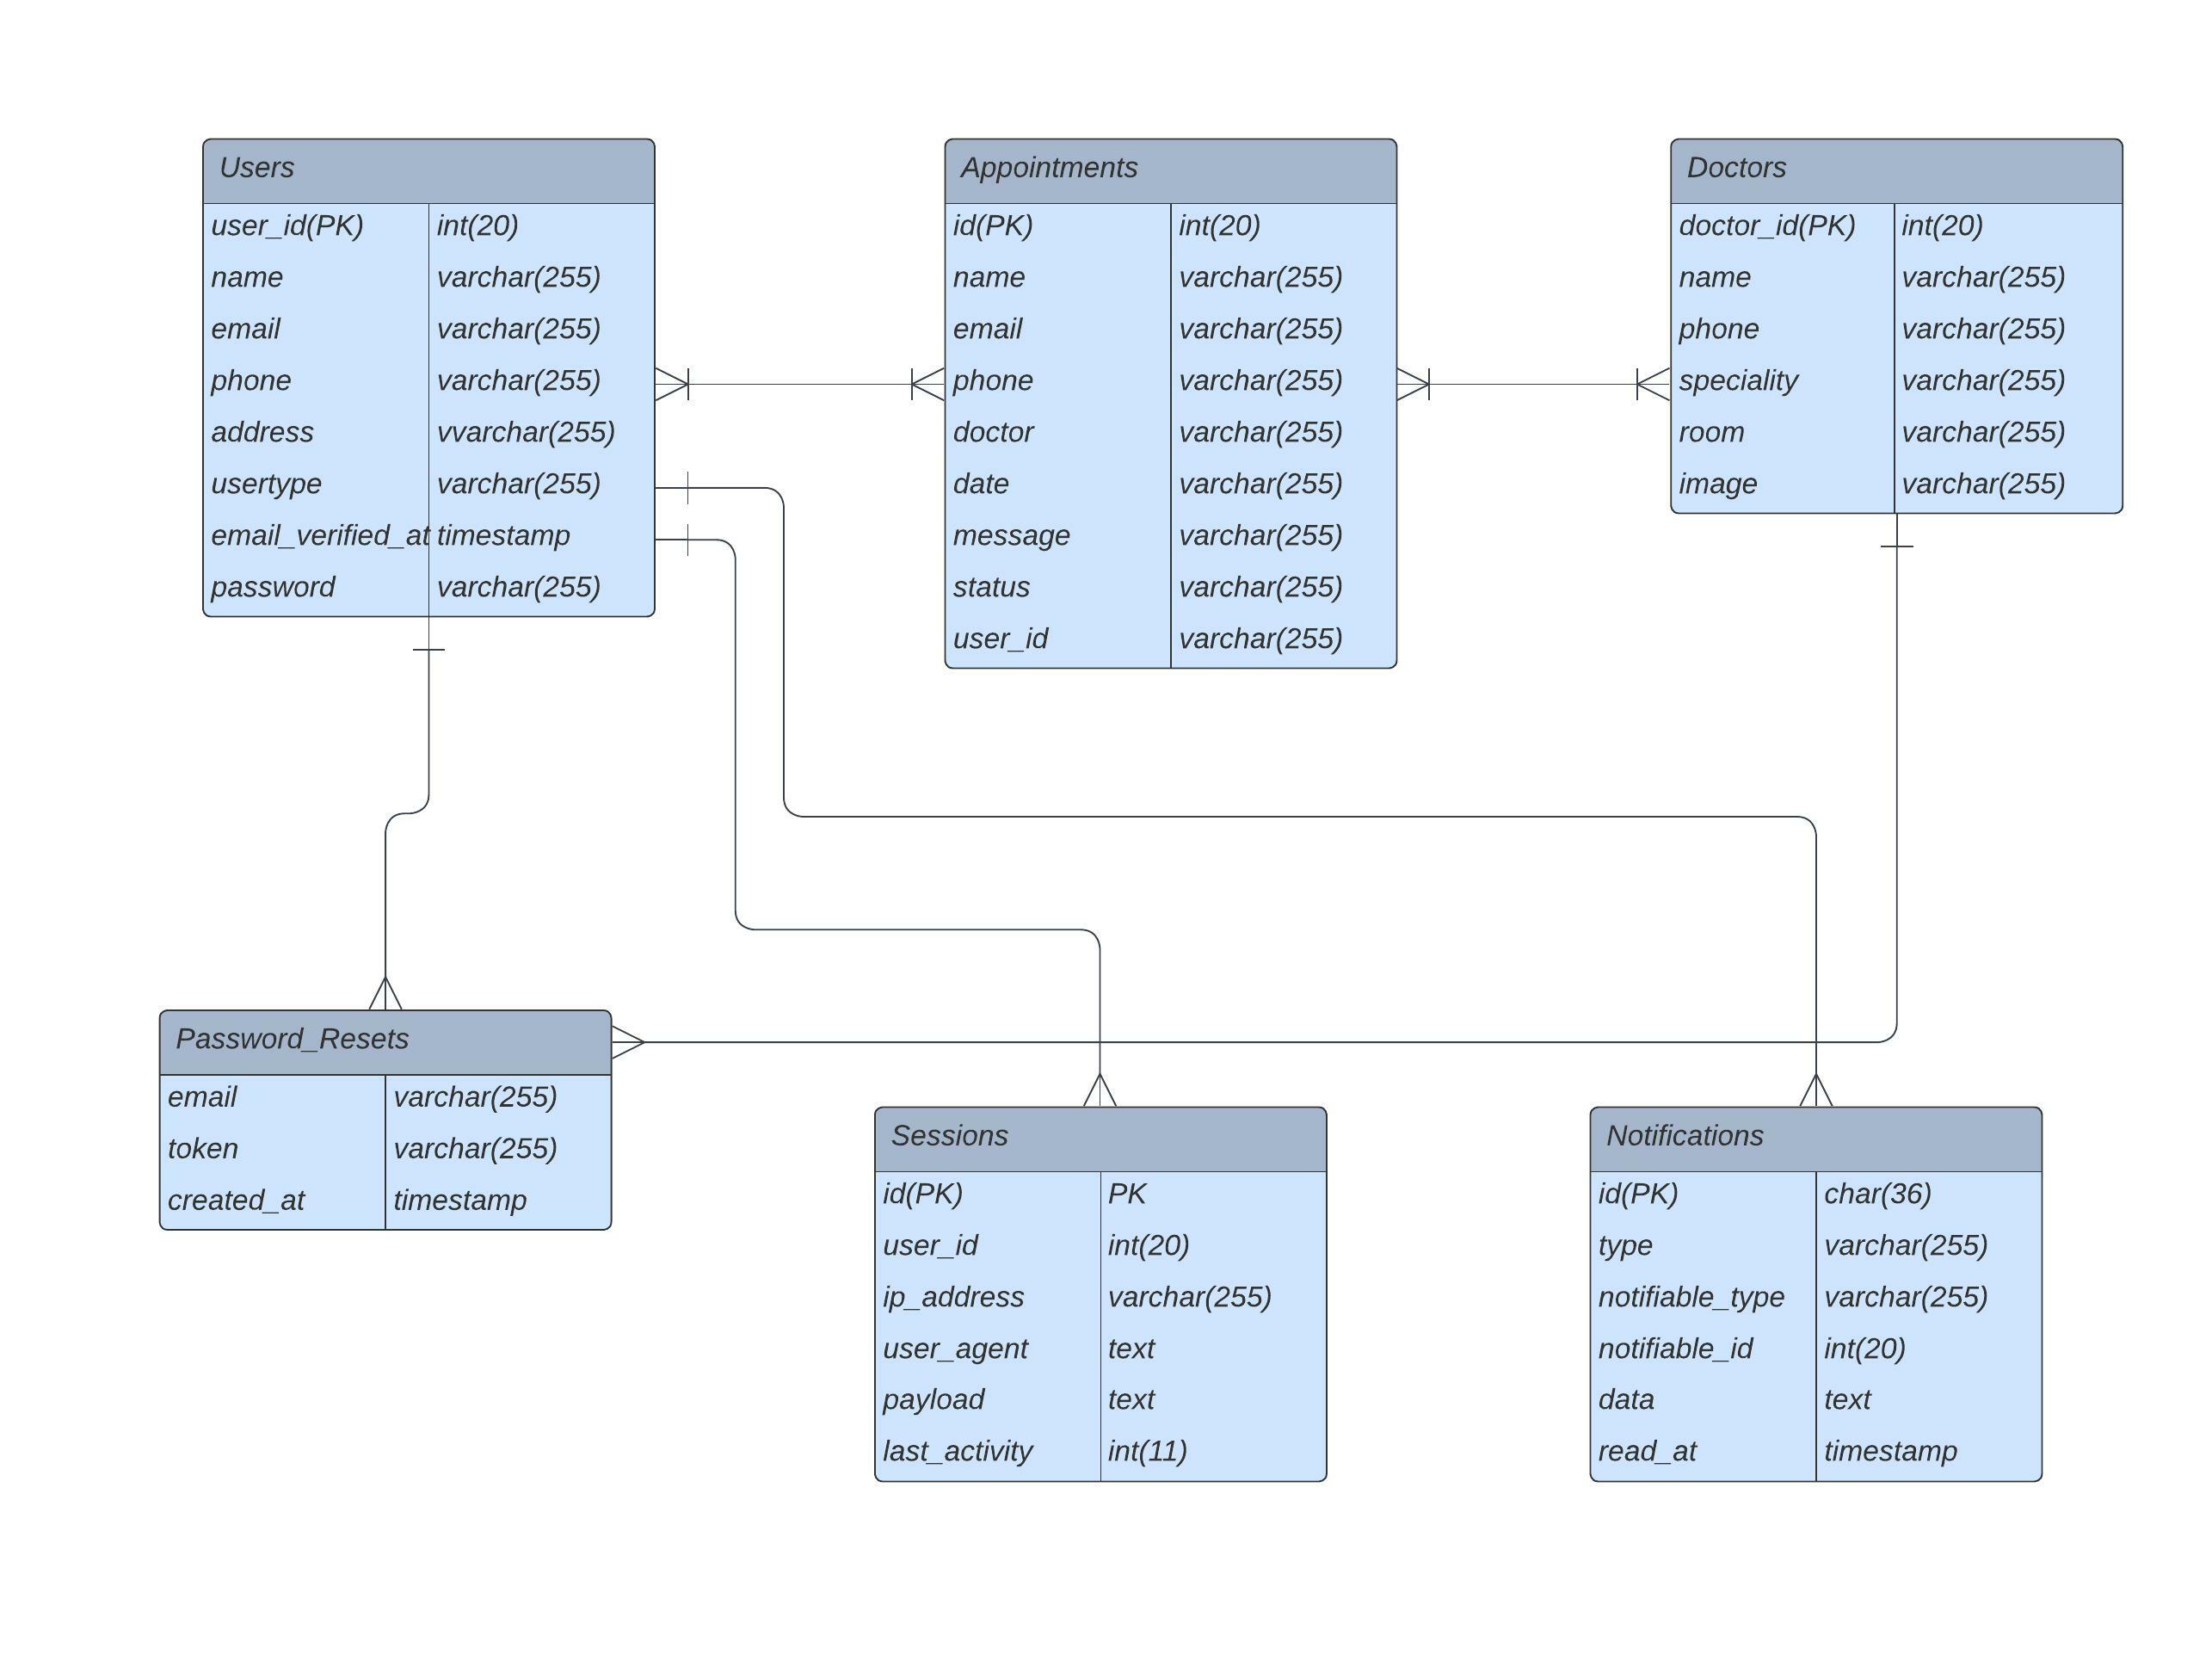 Users
user_id(PK) int(20)
name varchar(255)
email varchar(255)
phone varchar(255)
address vvarchar(255)
usertype varchar(255)
email_verified_at timestamp
password varchar(255)
Appointments
id(PK) int(20)
name varchar(255)
email varchar(255)
phone varchar(255)
doctor varchar(255)
date varchar(255)
message varchar(255)
status varchar(255)
user_id varchar(255)
Doctors
doctor_id(PK) int(20)
name varchar(255)
phone varchar(255)
speciality varchar(255)
room varchar(255)
image varchar(255)
Password_Resets
email varchar(255)
token varchar(255)
created_at timestamp
Sessions
id(PK) PK
user_id int(20)
ip_address varchar(255)
user_agent text
payload text
last_activity int(11)
Notifications
id(PK) char(36)
type varchar(255)
notifiable_type varchar(255)
notifiable_id int(20)
data text
read_at timestamp